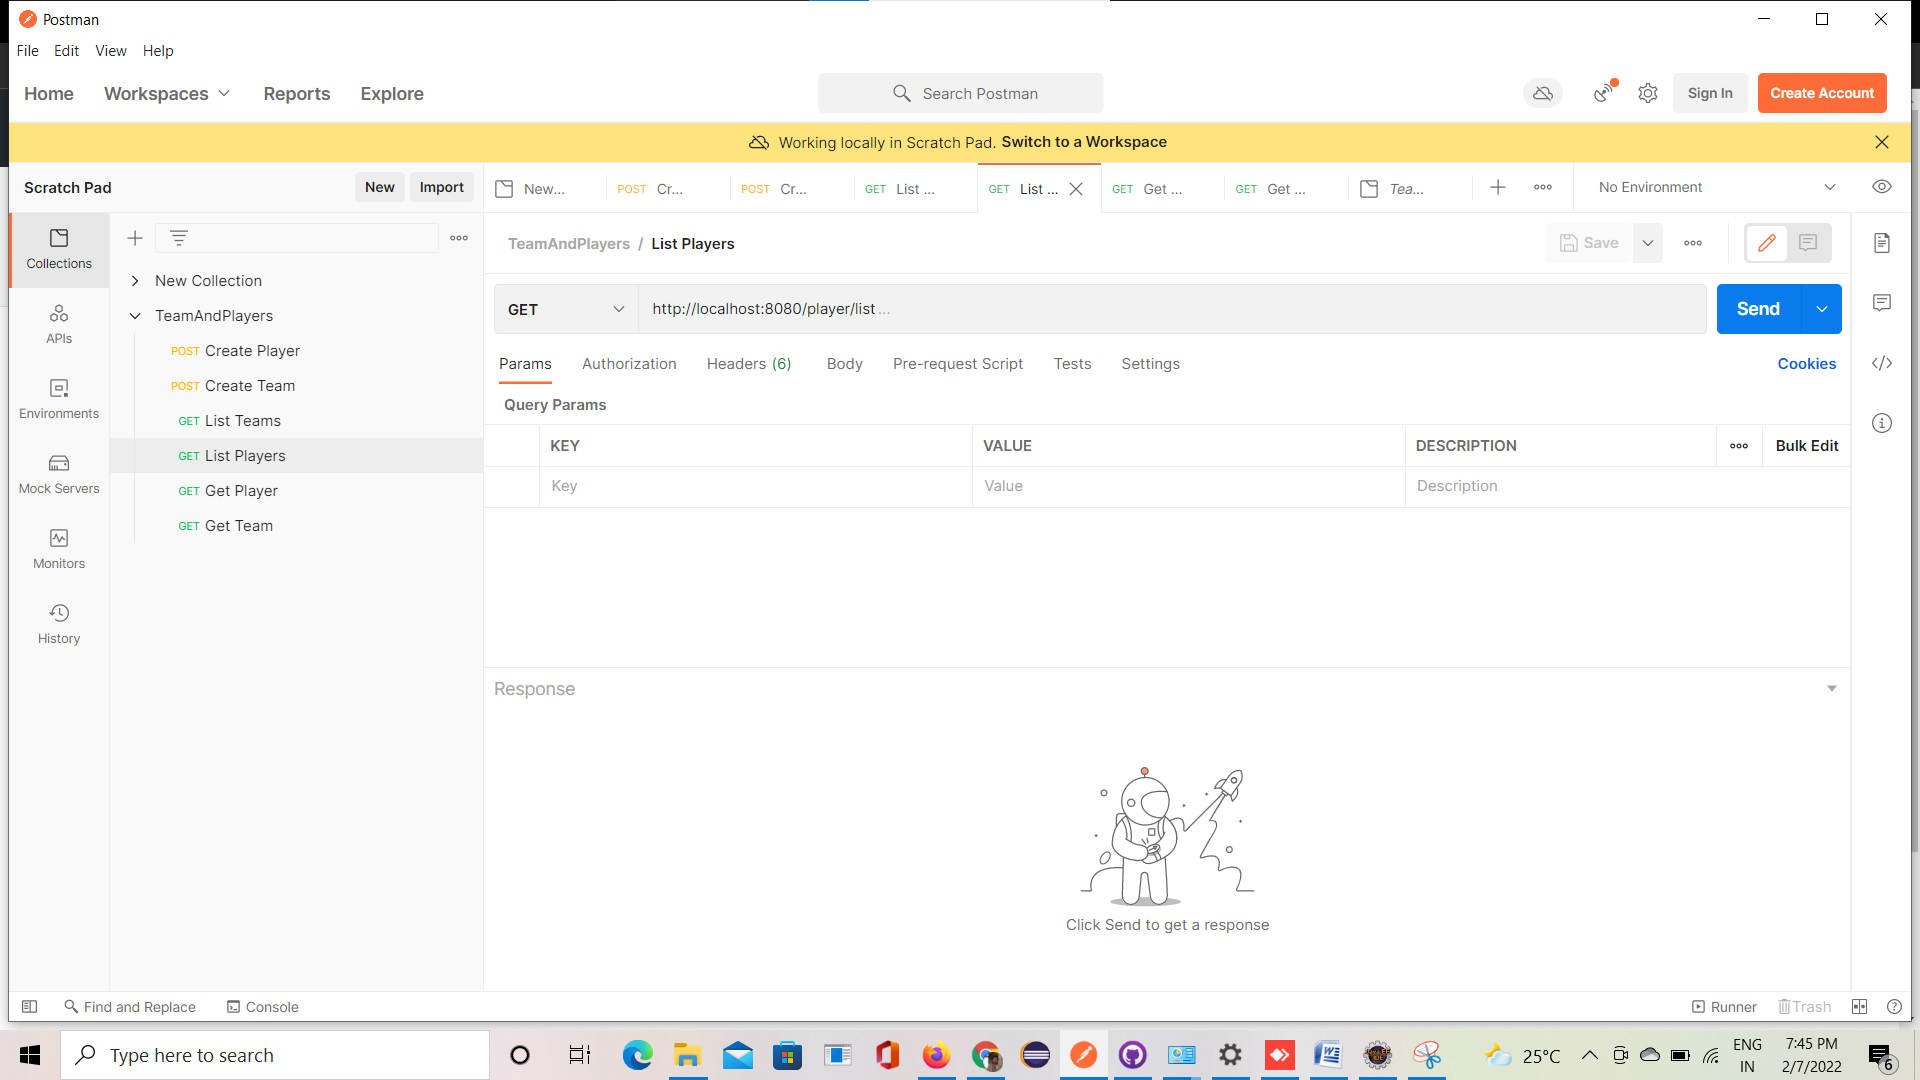 Postman
File Edit View Help
Home Workspaces Reports Explore
Search Postman
Sign In
Create Account
Working locally in Scratch Pad. Switch to a Workspace
Scratch Pad
New
Import
New...
POST Cr...
POST Cr...
GET List ...
GET List ...
GET Get ...
GET Get ...
Tea...
No Environment
Collections
APIs
Environments
Mock Servers
Monitors
History
New Collection
TeamAndPlayers
POST Create Player
POST Create Team
GET List Teams
GET List Players
GET Get Player
GET Get Team
TeamAndPlayers / List Players
Save
GET
http://localhost:8080/player/list ...
Send
Params Authorization Headers (6) Body Pre-request Script Tests Settings
Cookies
Query Params
KEY VALUE DESCRIPTION
Bulk Edit
Key Value Description
Response
Click Send to get a response
Find and Replace Console
Runner Trash
Type here to search
25°C
ENG
IN
7:45 PM
2/7/2022
6